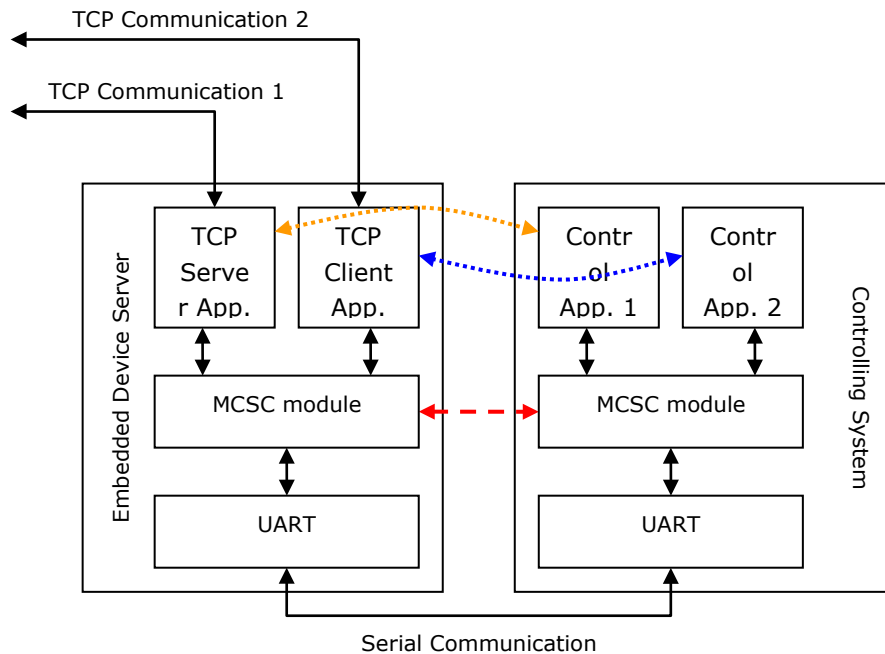 TCP Communication 2
TCP Communication 1
Embedded Device Server
TCP
Serve
r App.
TCP
Client
App.
MCSC module
UART
Contr
ol
App. 1
Contr
ol
App. 2
MCSC module
UART
Controlling System
Serial Communication